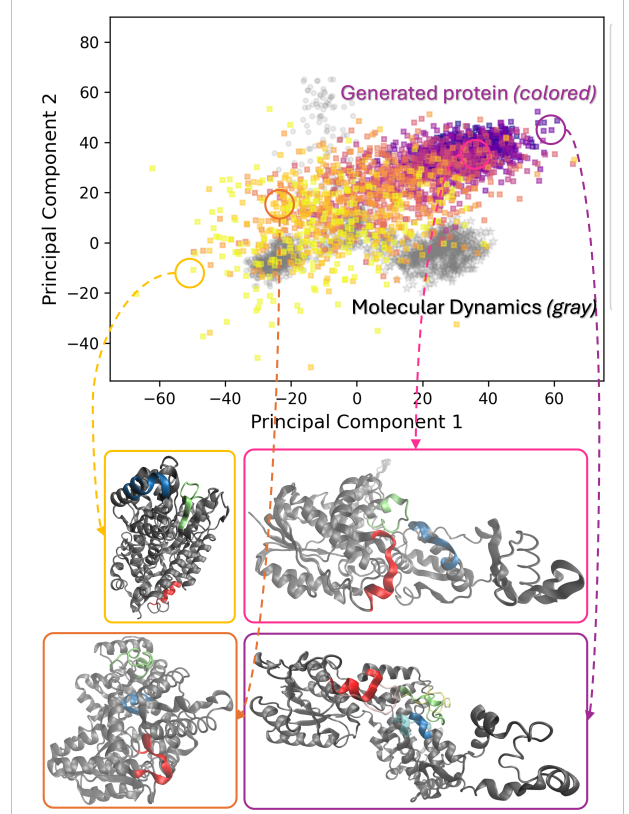 80
60
40
20
0
−20
−40
Principal Component 2
Generated protein (colored)
Molecular Dynamics (gray)
−60 −40 −20 0 20 40 60
Principal Component 1